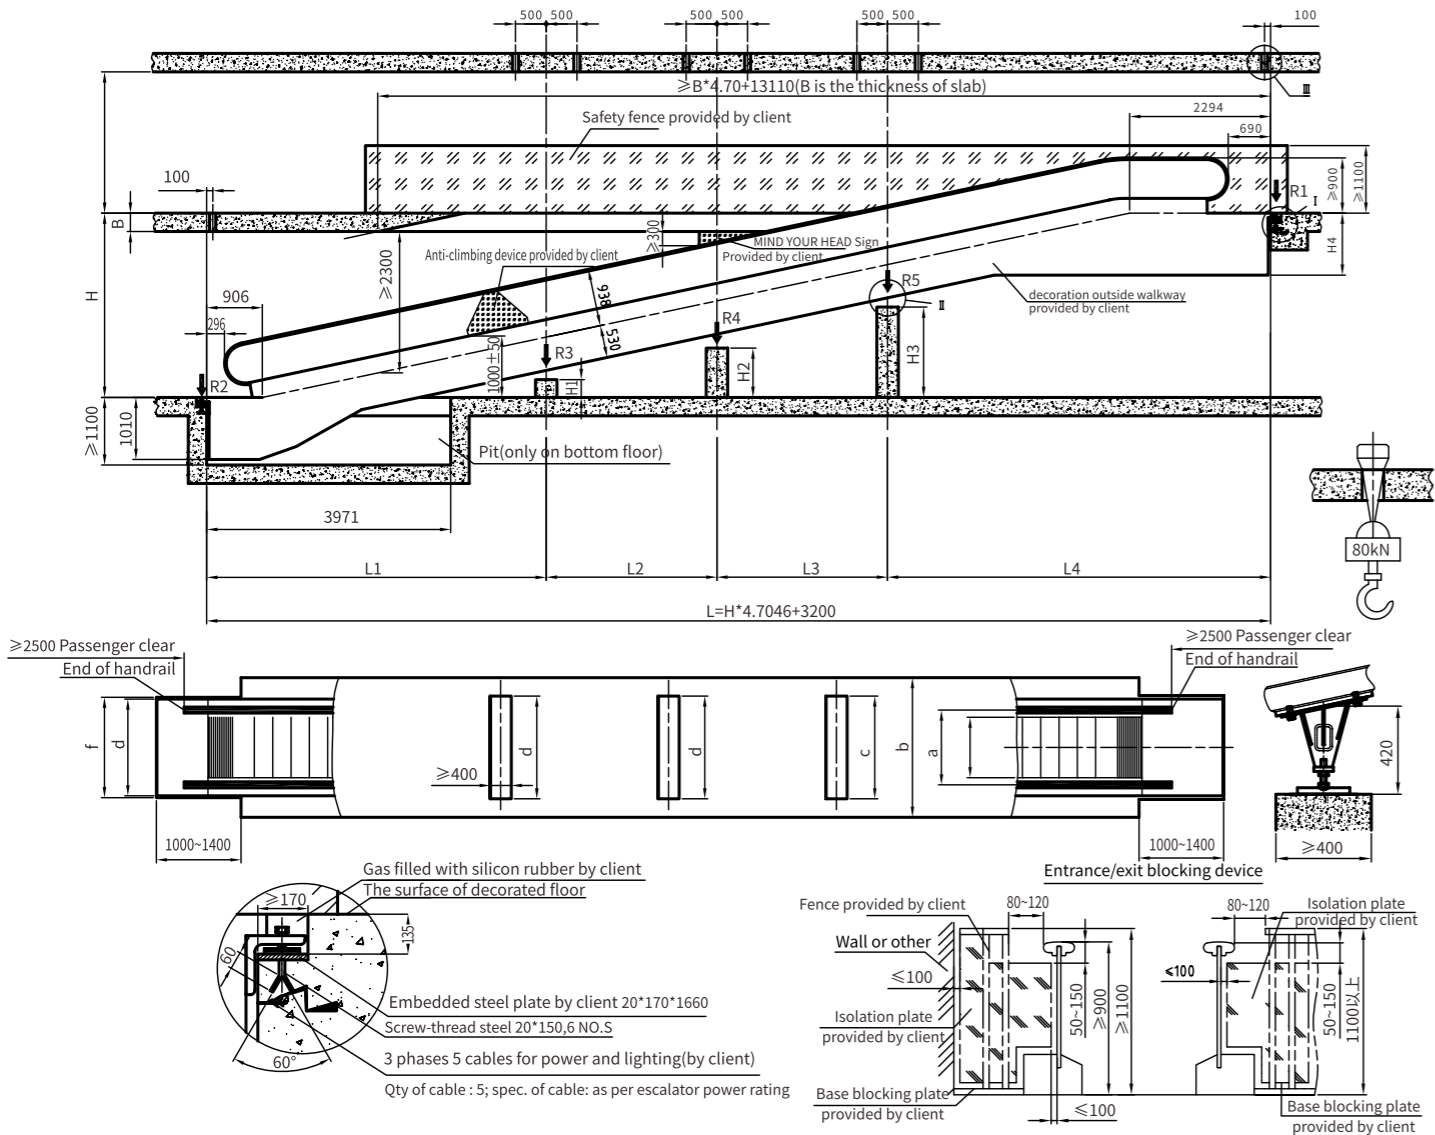 500 500
500 500
500 500
100
≥B*4.70+13110(B is the thickness of slab)
III
2294
Safety fence provided by client
690
100
≥900
≥1100
R1
I
B
≥300
MIND YOUR HEAD Sign
Provided by client
Anti-climbing device provided by client
H4
≥2300
H
906
296
938
530
R5
II
decoration outside walkway
provided by client
R4
R3
1000±50
H1
H2
H3
R2
≥1100
1010
Pit(only on bottom floor)
3971
80kN
L1
L2
L3
L4
L=H*4.7046+3200
≥2500 Passenger clear
End of handrail
≥2500 Passenger clear
End of handrail
f
d
≥400
d
d
c
b
a
420
1000~1400
1000~1400
≥400
Entrance/exit blocking device
Gas filled with silicon rubber by client
The surface of decorated floor
≥170
135
60
Embedded steel plate by client 20*170*1660
Screw-thread steel 20*150,6 NO.S
3 phases 5 cables for power and lighting(by client)
60°
Qty of cable : 5; spec. of cable: as per escalator power rating
Fence provided by client
80~120
Wall or other
≤100
Isolation plate
provided by client
50~150
≥900
≥1100
Base blocking plate
provided by client
≤100
80~120
Isolation plate
provided by client
≤100
50~150
1100以上
Base blocking plate
provided by client